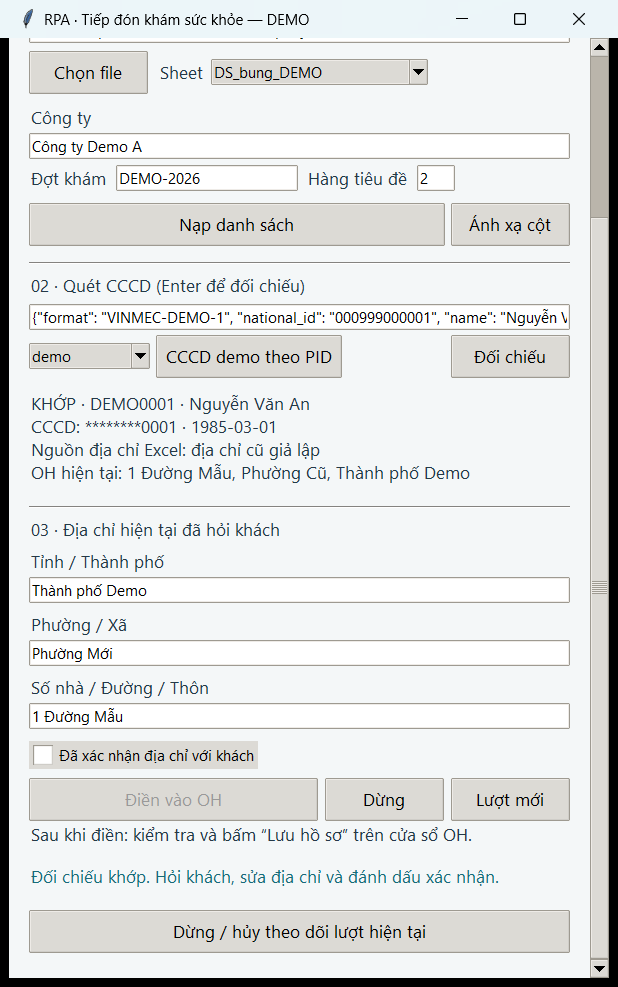 RPA · Tiếp đón khám sức khỏe — DEMO
Chọn file Sheet DS_bung_DEMO
Công ty
Công ty Demo A
Đợt khám DEMO-2026 Hàng tiêu đề 2
Nạp danh sách Ánh xạ cột
02 · Quét CCCD (Enter để đối chiếu)
{"format": "VINMEC-DEMO-1", "national_id": "000999000001", "name": "Nguyễn V
demo CCCD demo theo PID Đối chiếu
KHỚP · DEMO0001 · Nguyễn Văn An
CCCD: ********0001 · 1985-03-01
Nguồn địa chỉ Excel: địa chỉ cũ giả lập
OH hiện tại: 1 Đường Mẫu, Phường Cũ, Thành phố Demo
03 · Địa chỉ hiện tại đã hỏi khách
Tỉnh / Thành phố
Thành phố Demo
Phường / Xã
Phường Mới
Số nhà / Đường / Thôn
1 Đường Mẫu
Đã xác nhận địa chỉ với khách
Điền vào OH Dừng Lượt mới
Sau khi điền: kiểm tra và bấm “Lưu hồ sơ” trên cửa sổ OH.
Đối chiếu khớp. Hỏi khách, sửa địa chỉ và đánh dấu xác nhận.
Dừng / hủy theo dõi lượt hiện tại